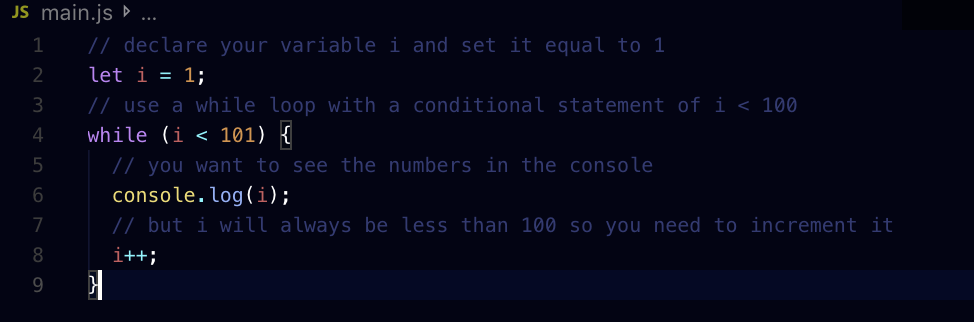 JS main.js ...
1 // declare your variable i and set it equal to 1
2 let i = 1;
3 // use a while loop with a conditional statement of i < 100
4 while (i < 101) {
5 // you want to see the numbers in the console
6 console.log(i);
7 // but i will always be less than 100 so you need to increment it
8 i++;
9 }